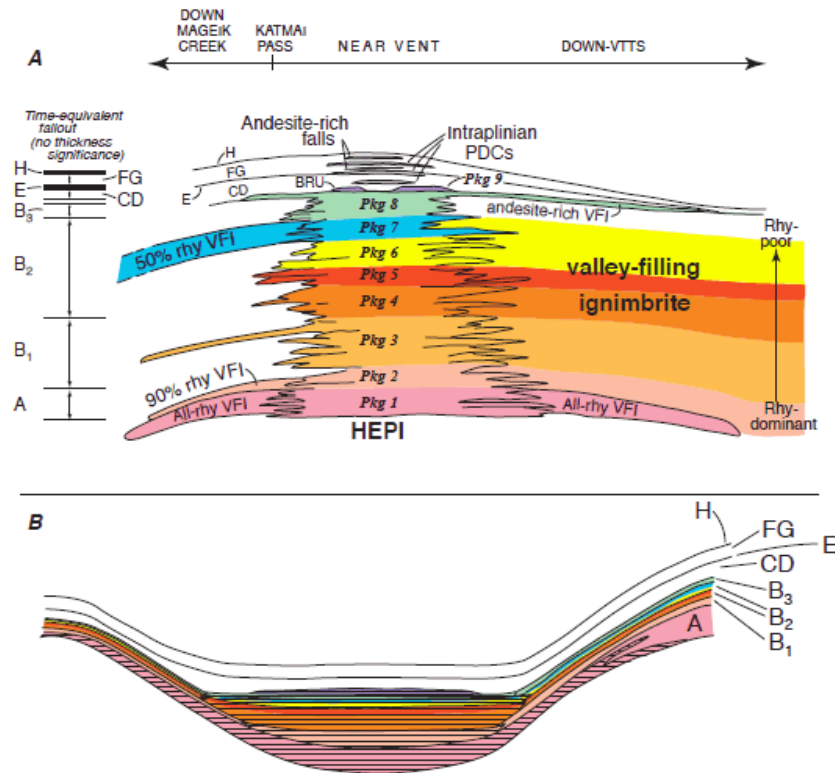 DOWN
MAGEIK
CREEK
KATMAI
PASS
NEAR VENT
DOWN-VTTS
A
Time-equivalent
fallout
(no thickness
significance)
H
FG
E
CD
B3
B2
B1
A
Andesite-rich
falls
Intraplinian
PDCs
H
FG
CD
E
BRU
Pkg 9
Pkg 8
andesite-rich VFI
Pkg 7
50% rhy VFI
Pkg 6
Pkg 5
valley-filling
Pkg 4
ignimbrite
Pkg 3
90% rhy VFI
Pkg 2
All-rhy VFI
Pkg 1
All-rhy VFI
HEPI
Rhy-
poor
Rhy-
dominant
B
H
FG
E
CD
B3
B2
A
B1